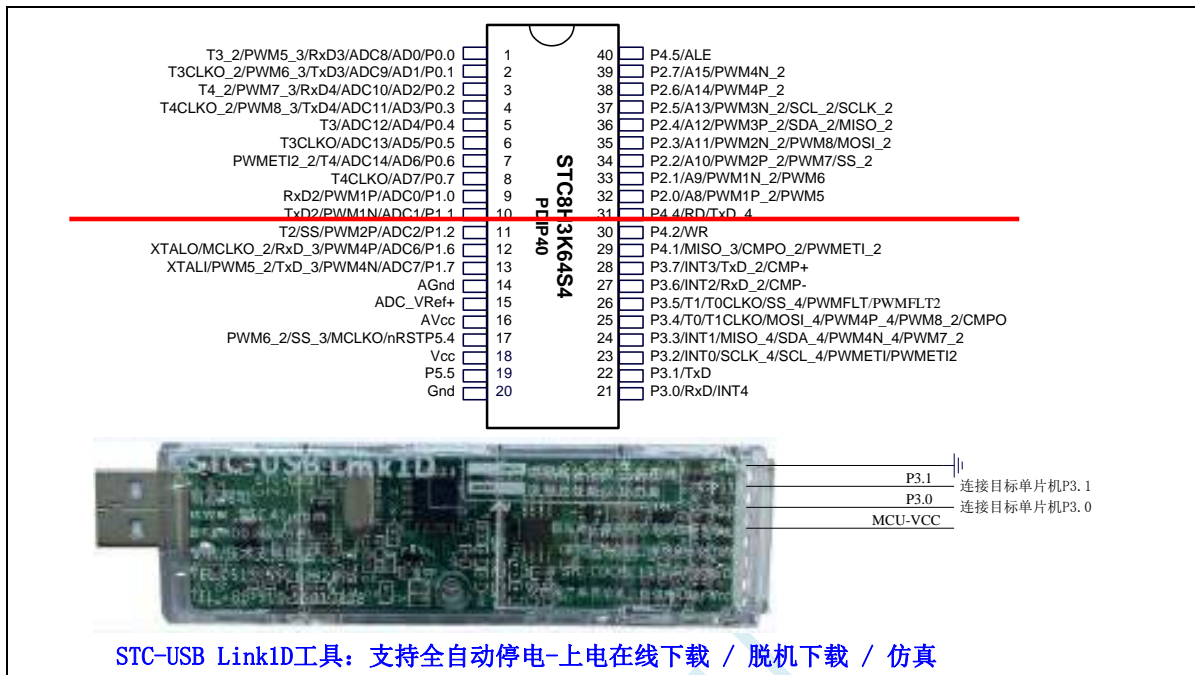 T3_2/PWM5_3/RxD3/ADC8/AD0/P0.0 1 40 P4.5/ALE
T3CLKO_2/PWM6_3/TxD3/ADC9/AD1/P0.1 2 39 P2.7/A15/PWM4N_2
T4_2/PWM7_3/RxD4/ADC10/AD2/P0.2 3 38 P2.6/A14/PWM4P_2
T4CLKO_2/PWM8_3/TxD4/ADC11/AD3/P0.3 4 37 P2.5/A13/PWM3N_2/SCL_2/SCLK_2
T3/ADC12/AD4/P0.4 5 36 P2.4/A12/PWM3P_2/SDA_2/MISO_2
T3CLKO/ADC13/AD5/P0.5 6 35 P2.3/A11/PWM2N_2/PWM8/MOSI_2
PWMETI2_2/T4/ADC14/AD6/P0.6 7 34 P2.2/A10/PWM2P_2/PWM7/SS_2
T4CLKO/AD7/P0.7 8 33 P2.1/A9/PWM1N_2/PWM6
RxD2/PWM1P/ADC0/P1.0 9 32 P2.0/A8/PWM1P_2/PWM5
TxD2/PWM1N/ADC1/P1.1 10 31 P4.4/RD/TxD_4
T2/SS/PWM2P/ADC2/P1.2 11 30 P4.2/WR
XTALO/MCLKO_2/RxD_3/PWM4P/ADC6/P1.6 12 29 P4.1/MISO_3/CMPO_2/PWMETI_2
XTALI/PWM5_2/TxD_3/PWM4N/ADC7/P1.7 13 28 P3.7/INT3/TxD_2/CMP+
AGnd 14 27 P3.6/INT2/RxD_2/CMP-
ADC_VRef+ 15 26 P3.5/T1/T0CLKO/SS_4/PWMFLT/PWMFLT2
AVcc 16 25 P3.4/T0/T1CLKO/MOSI_4/PWM4P_4/PWM8_2/CMPO
PWM6_2/SS_3/MCLKO/nRSTP5.4 17 24 P3.3/INT1/MISO_4/SDA_4/PWM4N_4/PWM7_2
Vcc 18 23 P3.2/INT0/SCLK_4/SCL_4/PWMETI/PWMETI2
P5.5 19 22 P3.1/TxD
Gnd 20 21 P3.0/RxD/INT4
STC8H3K64S4
PDIP40
STC-USB Link1D
P3.1 连接目标单片机P3.1
P3.0 连接目标单片机P3.0
MCU-VCC
STC-USB Link1D工具: 支持全自动停电-上电在线下载 / 脱机下载 / 仿真